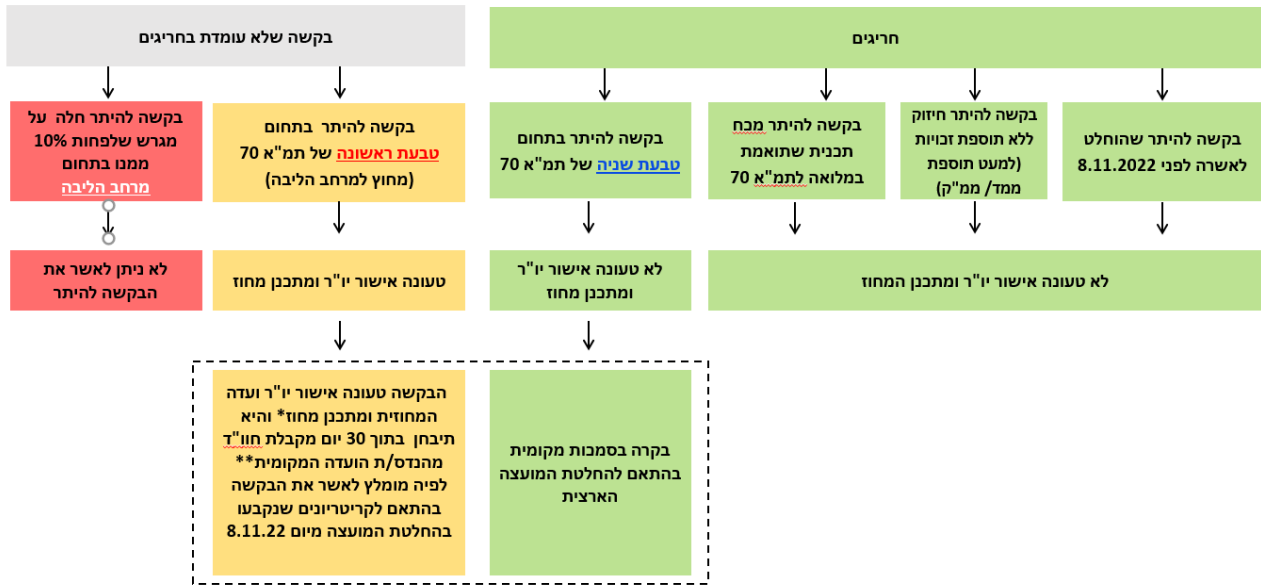 חריגים
בקשה שלא עומדת בחריגים
בקשה להיתר שהוחלט
לאשרה לפני 8.11.2022
בקשה להיתר חיזוק
ללא תוספת זכויות
(למעט תוספת
ממד/ ממ"ק)
בקשה להיתר מכח
תכנית שתואמת
במלואה לתמ"א 70
בקשה להיתר בתחום
טבעת שניה של תמ"א 70
בקשה להיתר בתחום
טבעת ראשונה של תמ"א 70
(מחוץ למרחב הליבה)
בקשה להיתר חלה על
מגרש שלפחות 10%
ממנו בתחום
מרחב הליבה
לא טעונה אישור יו"ר ומתכנן המחוז
לא טעונה אישור יו"ר
ומתכנן מחוז
טעונה אישור יו"ר ומתכנן מחוז
לא ניתן לאשר את
הבקשה להיתר
בקרה בסמכות מקומית
בהתאם להחלטת המועצה
הארצית
הבקשה טעונה אישור יו"ר ועדה
המחוזית ומתכנן מחוז* והיא
תיבחן בתוך 30 יום מקבלת חוו"ד
מהנדס/ת הועדה המקומית**
לפיה מומלץ לאשר את הבקשה
בהתאם לקריטריונים שנקבעו
בהחלטת המועצה מיום 8.11.22